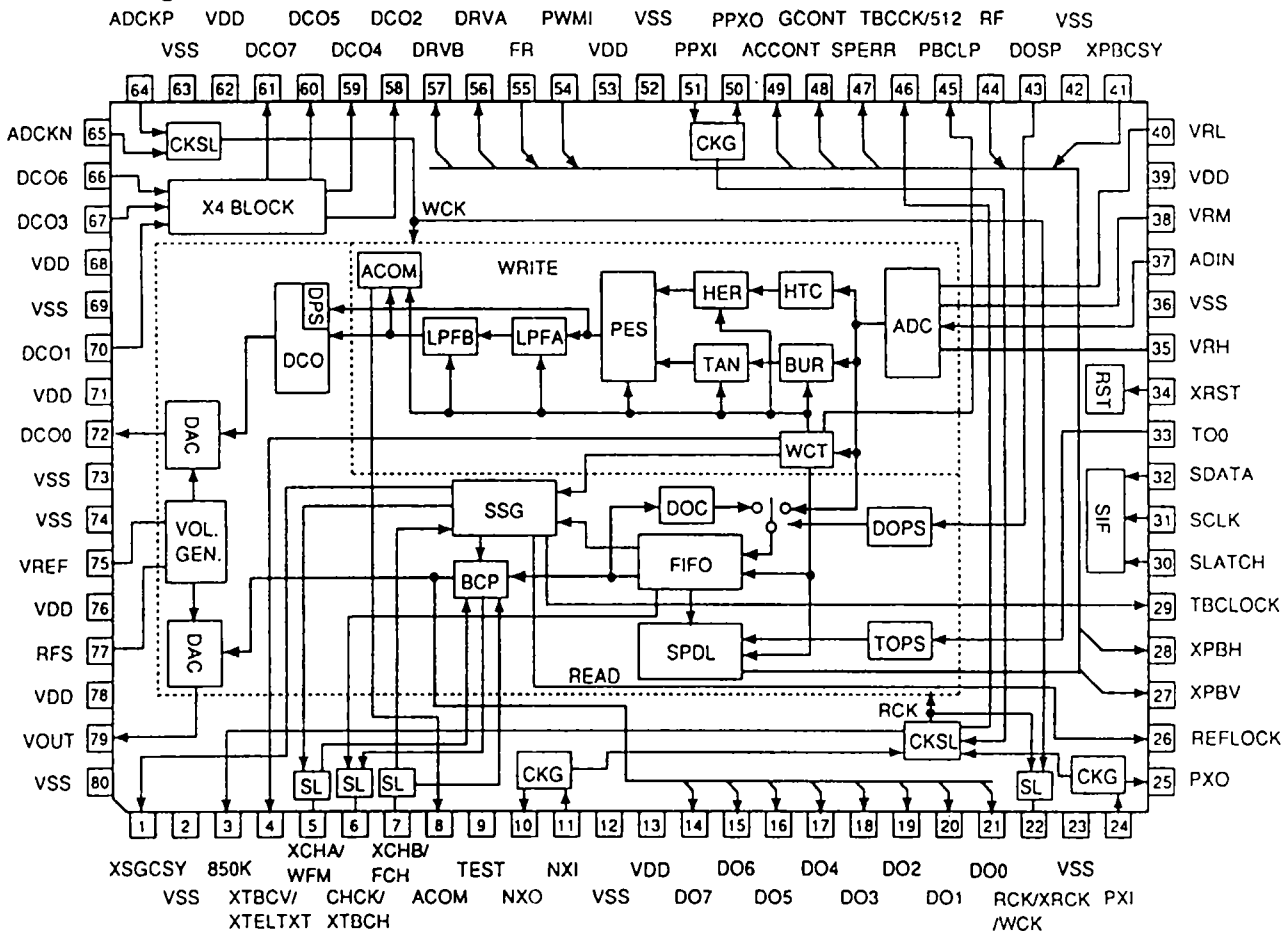 ADCKP VDD DCO5 DCO2 DRVA PWMI VSS PPXO GCONT TBCCK/512 RF VSS
VSS DCO7 DCO4 DRVB FR VDD PPXI ACCONT SPERR PBCLP DOSP XPBCSY
64 63 62 61 60 59 58 57 56 55 54 53 52 51 50 49 48 47 46 45 44 43 42 41
ADCKN 65 CKSL CKG 40 VRL
DCO6 66 39 VDD
DCO3 67 X4 BLOCK WCK 38 VRM
VDD 68 ACOM WRITE 37 ADIN
VSS 69 DPS DCO LPFB LPFA PES HER HTC ADC 36 VSS
DCO1 70 TAN BUR 35 VRH
VDD 71 RST 34 XRST
DCO0 72 DAC WCT 33 TO0
VSS 73 32 SDATA
VSS 74 VOL. GEN. SSG DOC DOPS SIF 31 SCLK
VREF 75 FIFO 30 SLATCH
VDD 76 BCP 29 TBCLOCK
RFS 77 DAC SPDL TOPS 28 XPBH
VDD 78 READ 27 XPBV
VOUT 79 RCK CKSL 26 REFLOCK
VSS 80 SL SL SL CKG SL CKG 25 PXO
1 2 3 4 5 6 7 8 9 10 11 12 13 14 15 16 17 18 19 20 21 22 23 24
XSGCSY 850K XCHA/WFM XCHB/FCH TEST NXI VDD DO6 DO4 DO2 DO0 VSS
VSS XTBCV/XTELTXT CHCK/XTBCH ACOM NXO VSS DO7 DO5 DO3 DO1 RCK/XRCK/WCK PXI